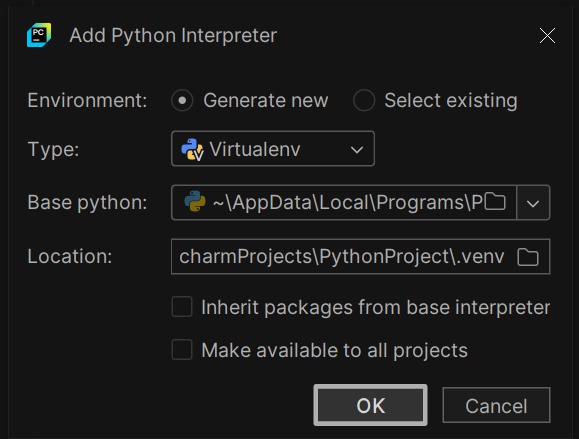 PC
Add Python Interpreter
Environment: Generate new Select existing
Type: Virtualenv
Base python: ~\AppData\Local\Programs\P
Location: charmProjects\PythonProject\.venv
Inherit packages from base interpreter
Make available to all projects
OK Cancel